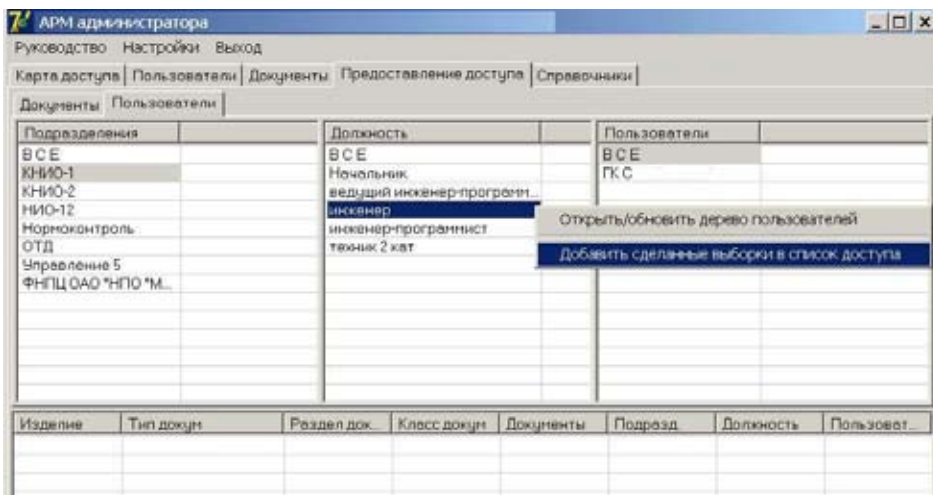 АРМ администратора
Руководство Настройки Выход
Карта доступа Пользователи Документы Предоставление доступа Справочники
Документы Пользователи
Подразделения Должность Пользователи
ВСЕ ВСЕ ВСЕ
КНИО-1 Начальник ГКС
КНИО-2 ведущий инженер-программ...
НИО-12 инженер Открыть/обновить дерево пользователей
Нормоконтроль инженер-программист
ОТД техник 2 кат Добавить сделанные выборки в список доступа
Управление 5
ФНПЦ ОАО "НПО "М...
Изделие Тип докум Раздел док... Класс докум Документы Подразд. Должность Пользоват...